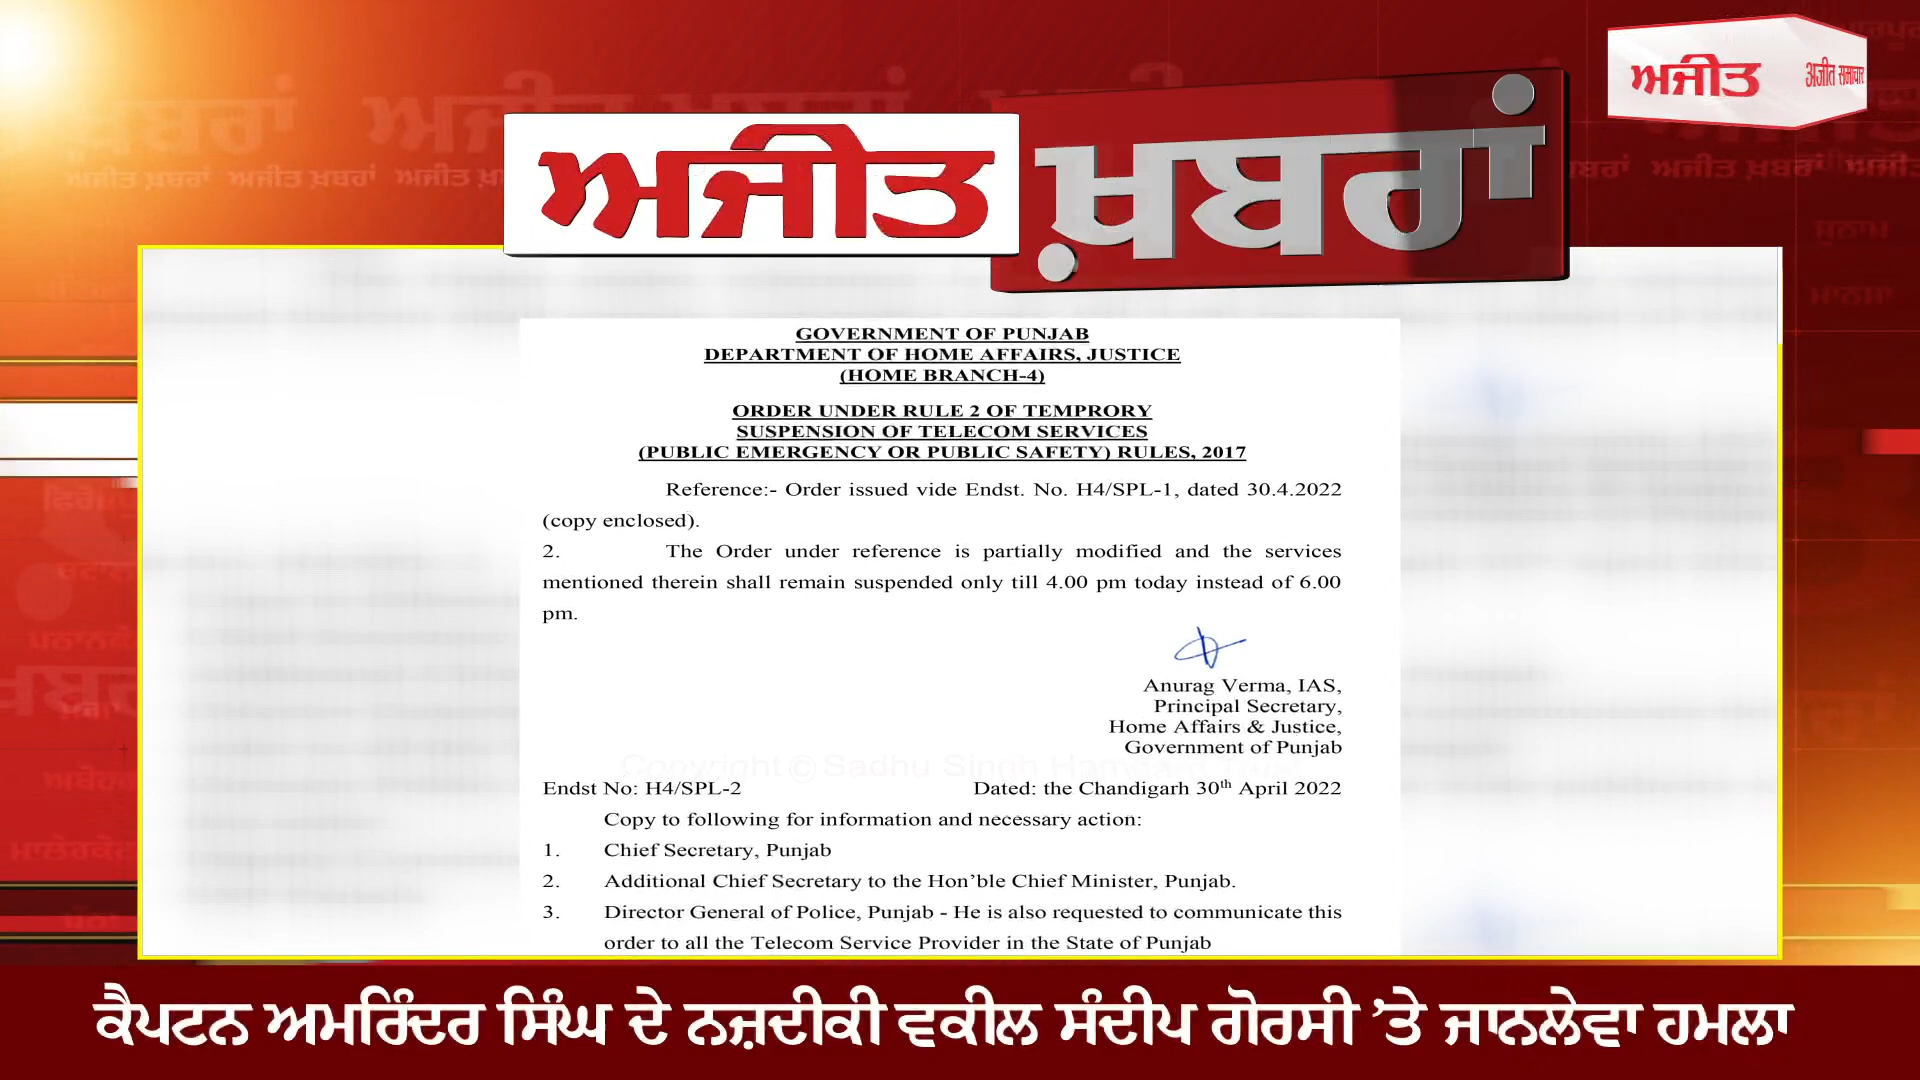 ਅਜੀਤ
अजीत समाचार
ਅਜੀਤ
ਖ਼ਬਰਾਂ
GOVERNMENT OF PUNJAB
DEPARTMENT OF HOME AFFAIRS, JUSTICE
(HOME BRANCH-4)
ORDER UNDER RULE 2 OF TEMPRORY
SUSPENSION OF TELECOM SERVICES
(PUBLIC EMERGENCY OR PUBLIC SAFETY) RULES, 2017
Reference:- Order issued vide Endst. No. H4/SPL-1, dated 30.4.2022
(copy enclosed).
2. The Order under reference is partially modified and the services
mentioned therein shall remain suspended only till 4.00 pm today instead of 6.00
pm.
Anurag Verma, IAS,
Principal Secretary,
Home Affairs & Justice,
Government of Punjab
Copyright © Sadhu Singh Hamdard Trust
Endst No: H4/SPL-2 Dated: the Chandigarh 30th April 2022
Copy to following for information and necessary action:
1. Chief Secretary, Punjab
2. Additional Chief Secretary to the Hon'ble Chief Minister, Punjab.
3. Director General of Police, Punjab - He is also requested to communicate this
order to all the Telecom Service Provider in the State of Punjab
ਕੈਪਟਨ ਅਮਰਿੰਦਰ ਸਿੰਘ ਦੇ ਨਜ਼ਦੀਕੀ ਵਕੀਲ ਸੰਦੀਪ ਗੋਰਸੀ 'ਤੇ ਜਾਨਲੇਵਾ ਹਮਲਾ